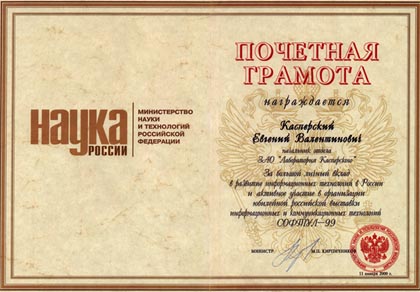 наука
РОССИИ
МИНИСТЕРСТВО
НАУКИ
И ТЕХНОЛОГИЙ
РОССИЙСКОЙ
ФЕДЕРАЦИИ
ПОЧЕТНАЯ
ГРАМОТА
награждается
Касперский
Евгений Валентинович
начальник отдела
ЗАО "Лаборатория Касперского"
За большой личный вклад
в развитие информационных технологий в России
и активное участие в организации
юбилейной российской выставки
информационных и коммуникационных технологий
СОФТУЛ-99
МИНИСТР
М.П. КИРПИЧНИКОВ
11 января 2000 г.